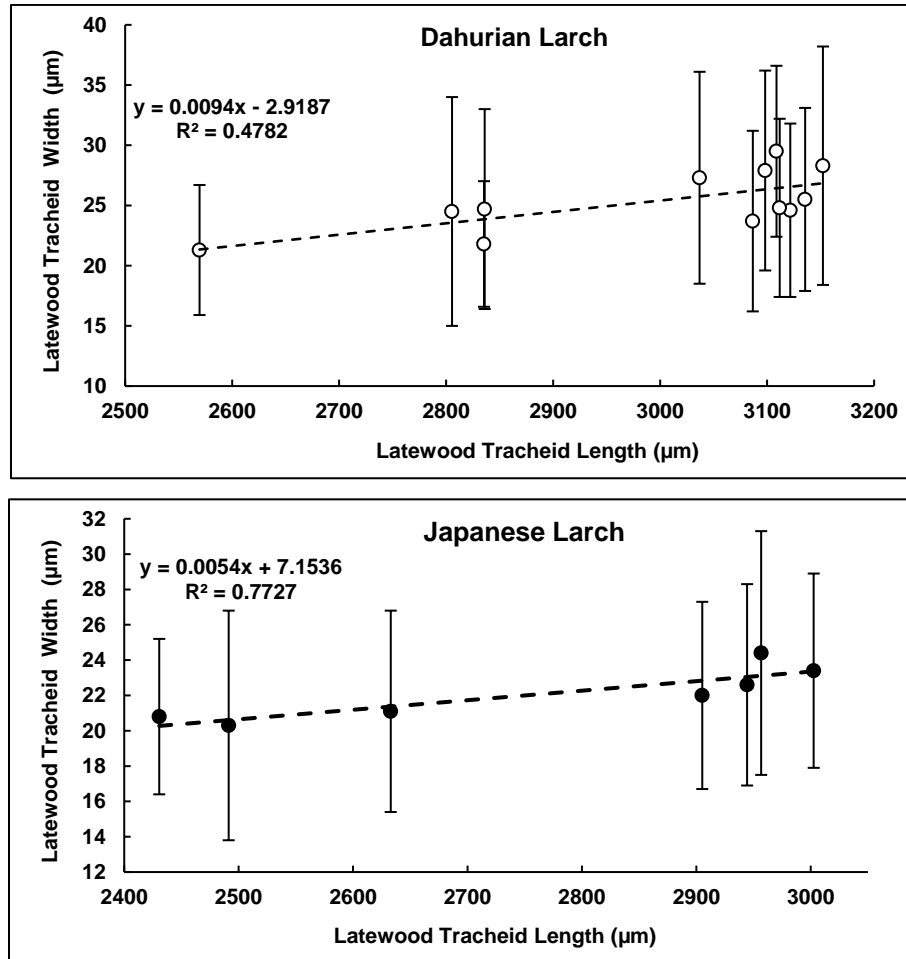 Dahurian Larch
y = 0.0094x - 2.9187
R² = 0.4782
Latewood Tracheid Width (µm)
40
35
30
25
20
15
10
2500 2600 2700 2800 2900 3000 3100 3200
Latewood Tracheid Length (µm)
Japanese Larch
y = 0.0054x + 7.1536
R² = 0.7727
Latewood Tracheid Width (µm)
32
30
28
26
24
22
20
18
16
14
12
2400 2500 2600 2700 2800 2900 3000
Latewood Tracheid Length (µm)